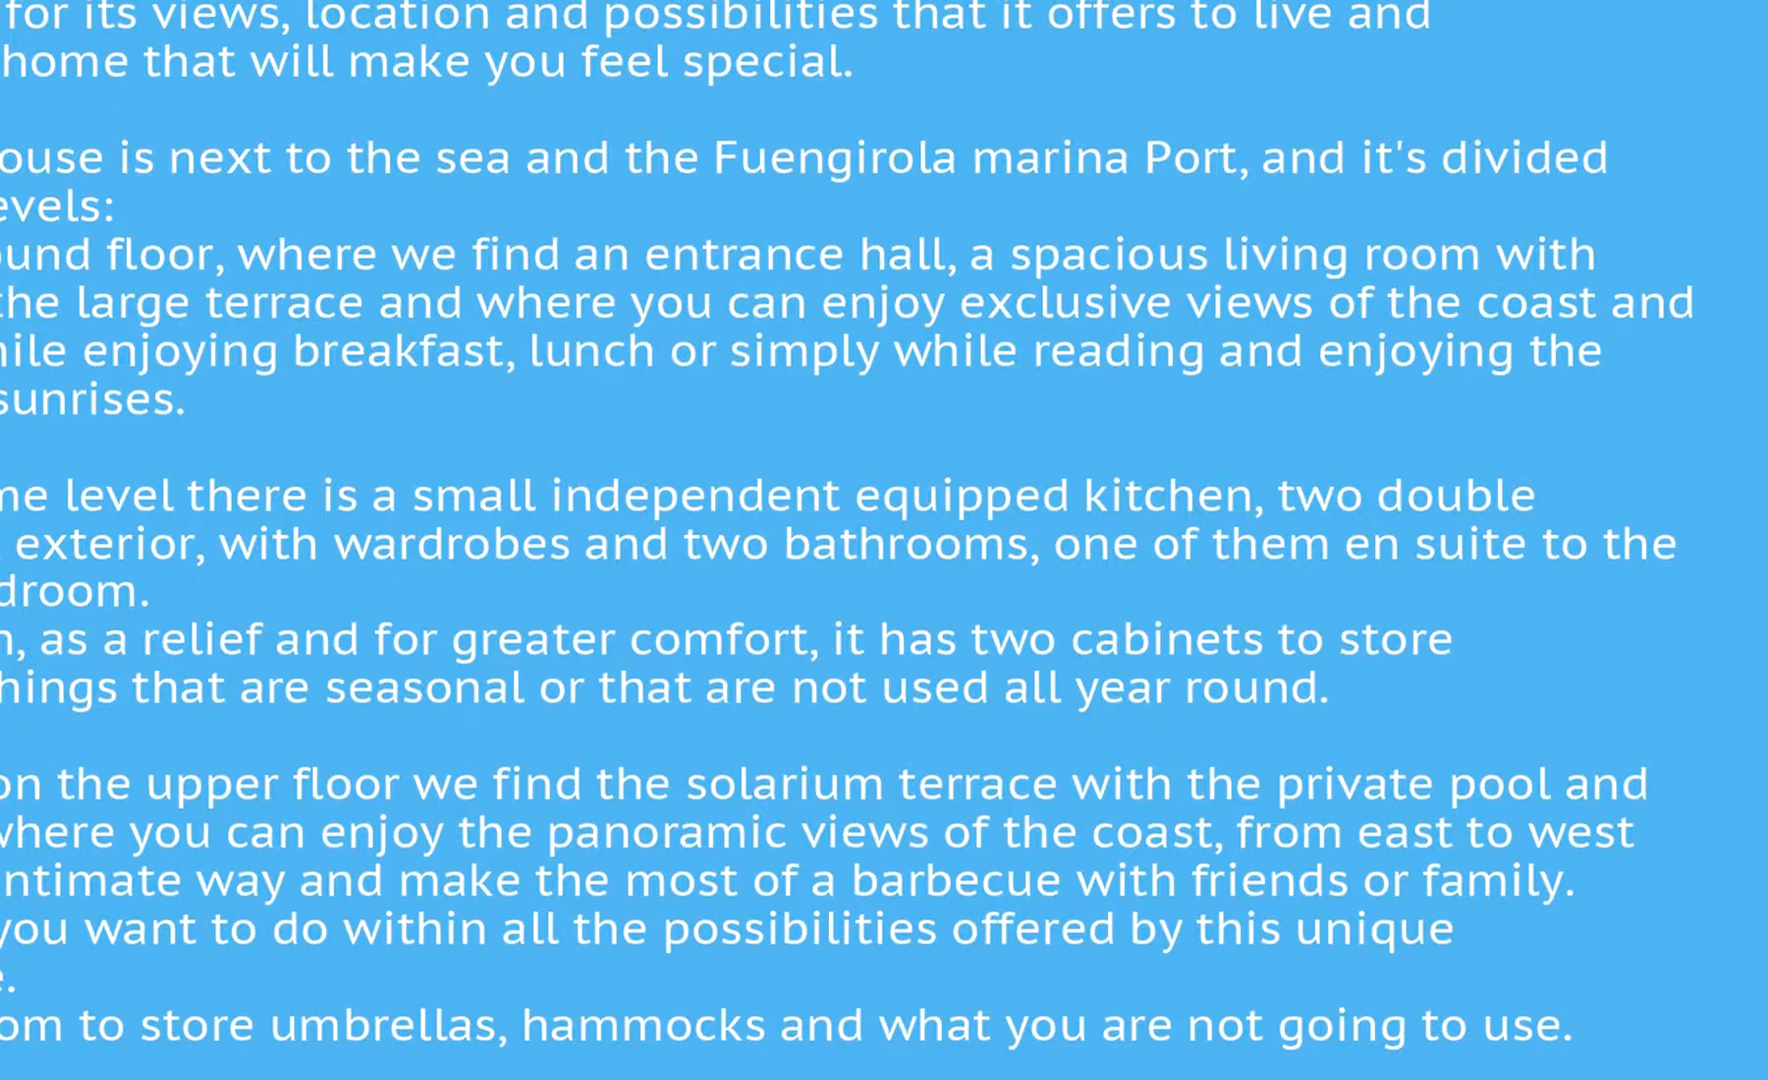 for its views, location and possibilities that it offers to live and
home that will make you feel special.
ouse is next to the sea and the Fuengirola marina Port, and it's divided
evels:
ound floor, where we find an entrance hall, a spacious living room with
the large terrace and where you can enjoy exclusive views of the coast and
hile enjoying breakfast, lunch or simply while reading and enjoying the
sunrises.
me level there is a small independent equipped kitchen, two double
exterior, with wardrobes and two bathrooms, one of them en suite to the
droom.
n, as a relief and for greater comfort, it has two cabinets to store
hings that are seasonal or that are not used all year round.
on the upper floor we find the solarium terrace with the private pool and
where you can enjoy the panoramic views of the coast, from east to west
ntimate way and make the most of a barbecue with friends or family.
you want to do within all the possibilities offered by this unique
e.
om to store umbrellas, hammocks and what you are not going to use.